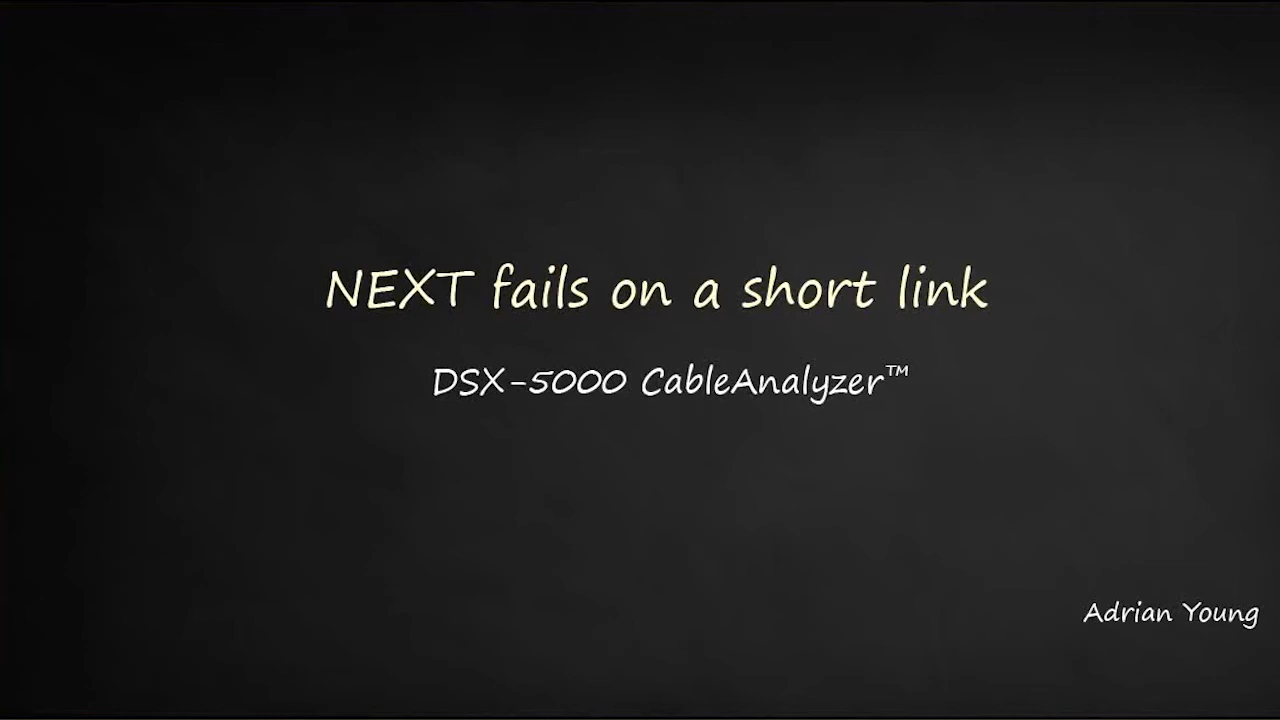 NEXT fails on a short link
DSX-5000 CableAnalyzer™
Adrian Young